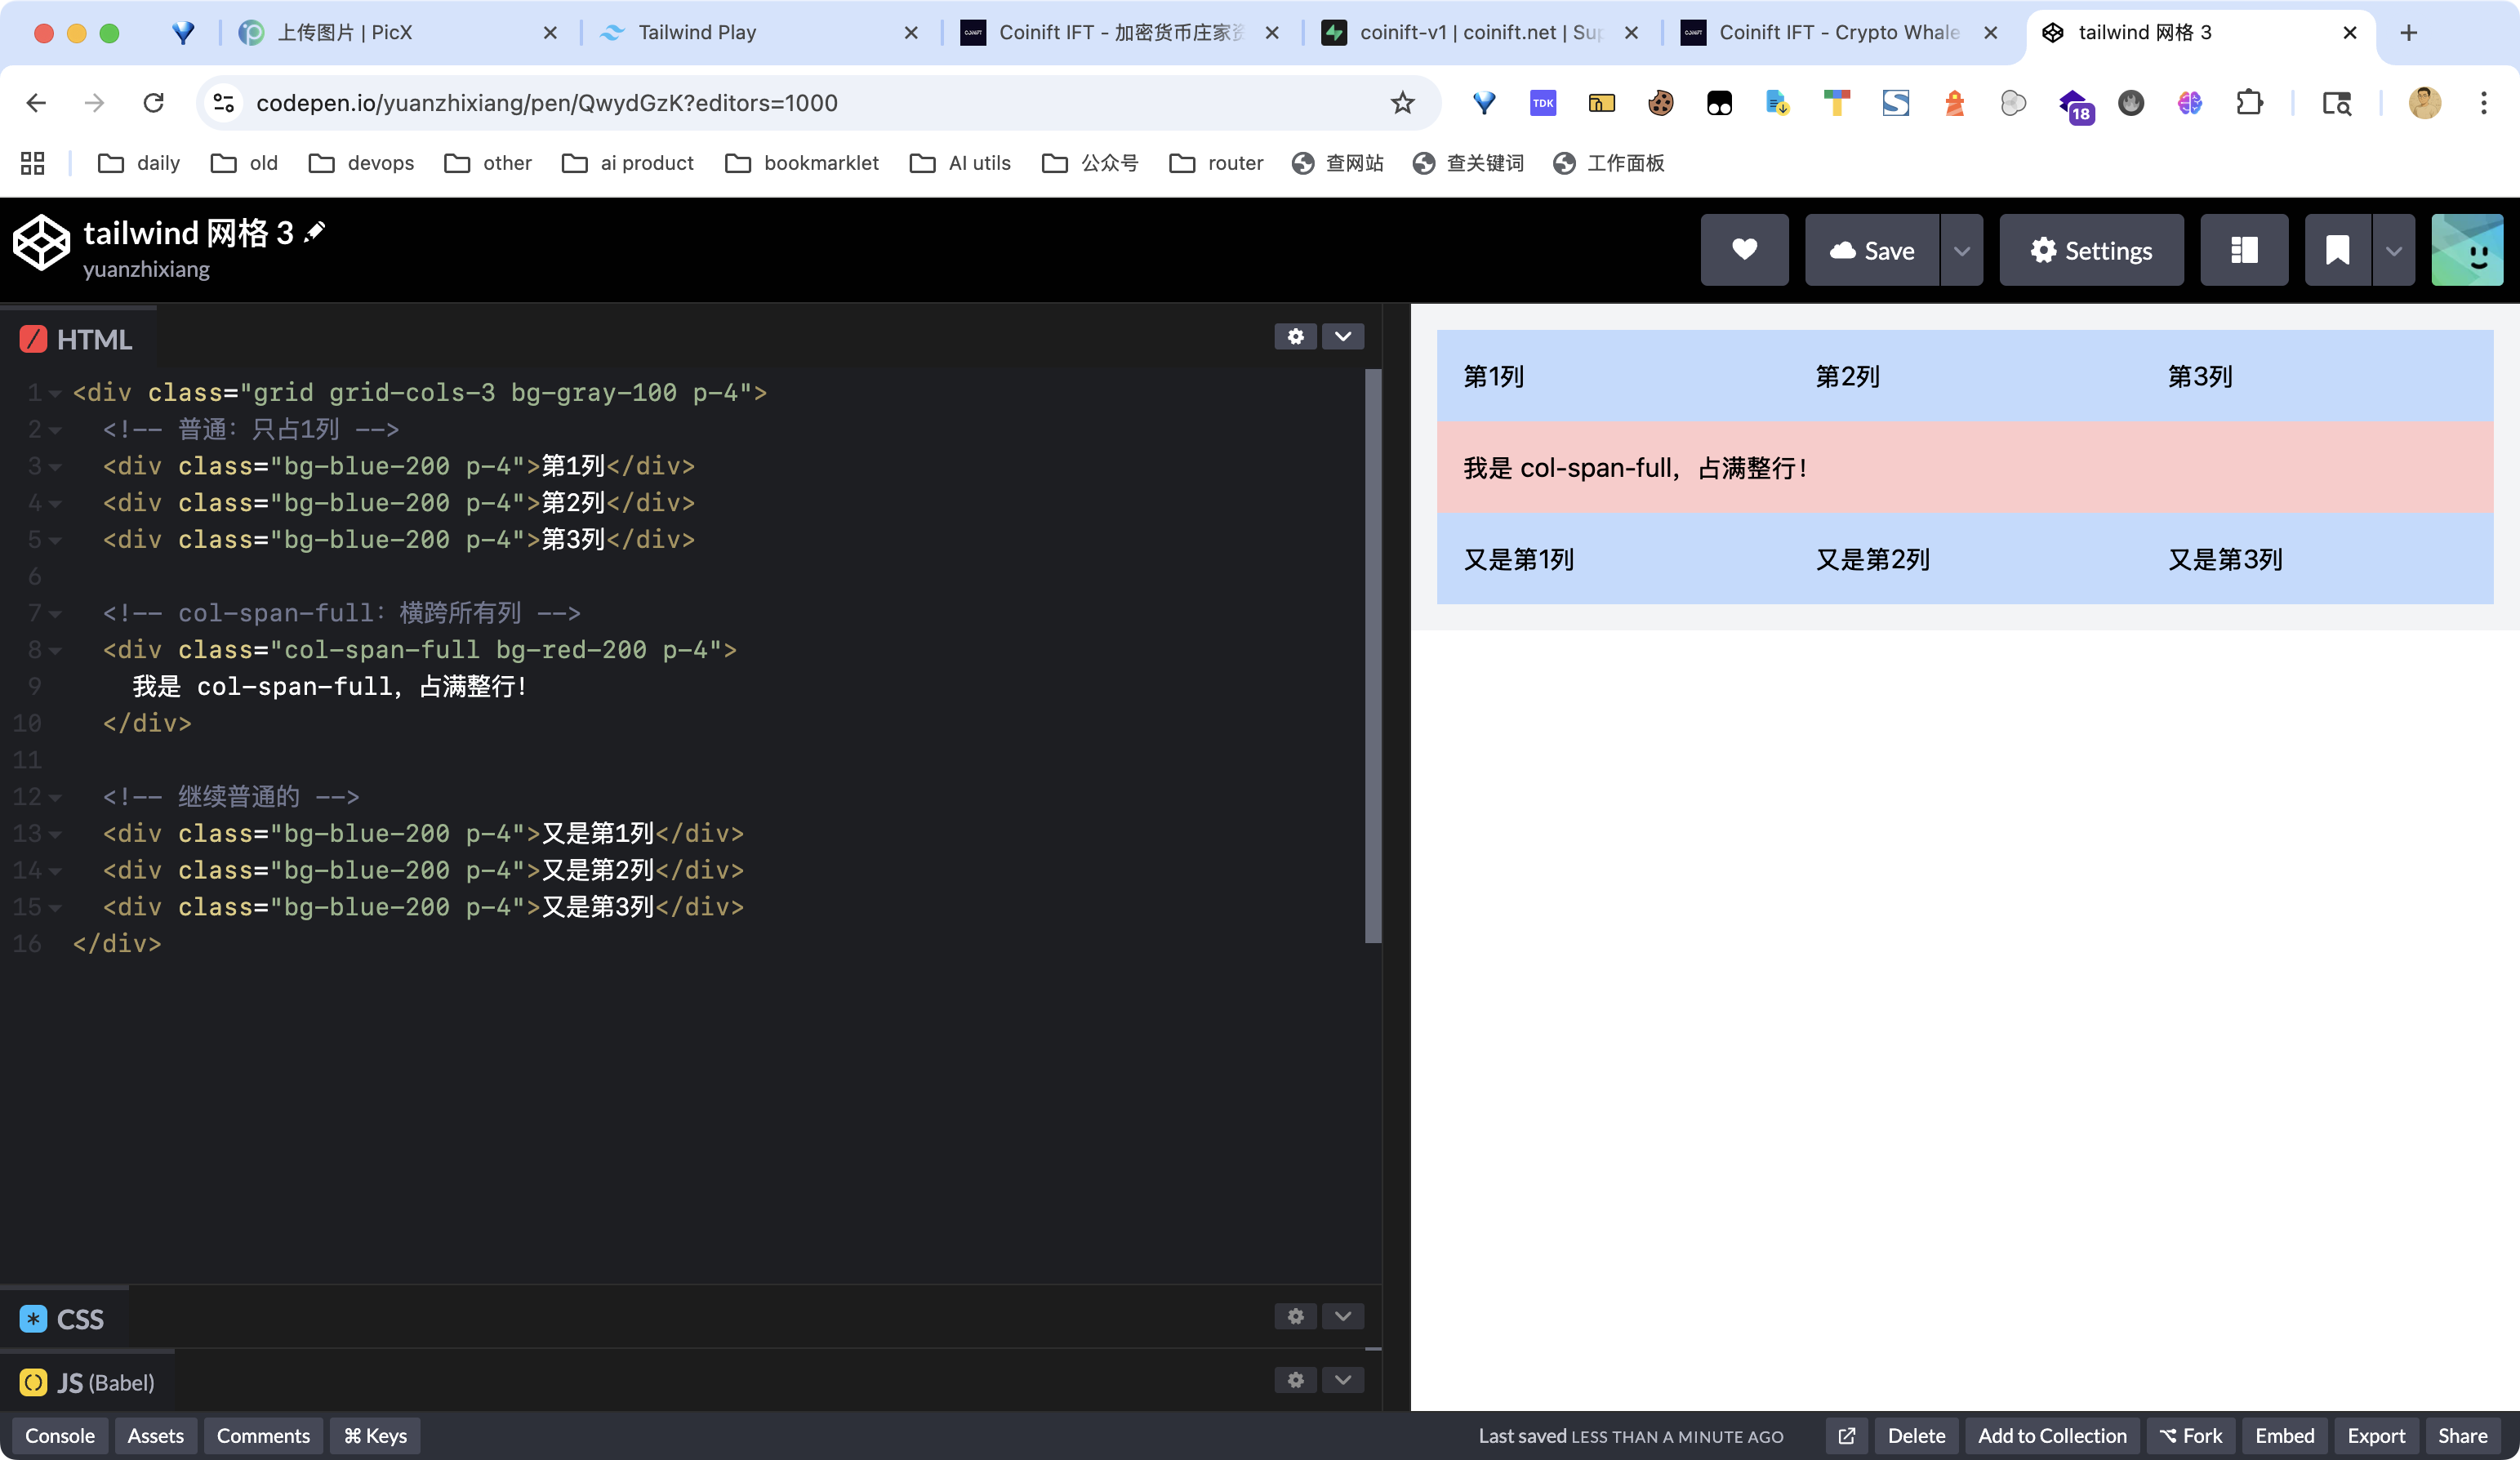 上传图片 | PicX
Tailwind Play
Coinift IFT - 加密货币庄家
coinift-v1 | coinift.net | Sup
Coinift IFT - Crypto Whale
tailwind 网格 3
codepen.io/yuanzhixiang/pen/QwydGzK?editors=1000
TDK
18
daily
old
devops
other
ai product
bookmarklet
AI utils
公众号
router
查网站
查关键词
工作面板
tailwind 网格 3
yuanzhixiang
Save
Settings
HTML
1 <div class="grid grid-cols-3 bg-gray-100 p-4">
2 <!-- 普通：只占1列 -->
3 <div class="bg-blue-200 p-4">第1列</div>
4 <div class="bg-blue-200 p-4">第2列</div>
5 <div class="bg-blue-200 p-4">第3列</div>
6
7 <!-- col-span-full：横跨所有列 -->
8 <div class="col-span-full bg-red-200 p-4">
9 我是 col-span-full，占满整行！
10 </div>
11
12 <!-- 继续普通的 -->
13 <div class="bg-blue-200 p-4">又是第1列</div>
14 <div class="bg-blue-200 p-4">又是第2列</div>
15 <div class="bg-blue-200 p-4">又是第3列</div>
16 </div>
第1列 第2列 第3列
我是 col-span-full，占满整行！
又是第1列 又是第2列 又是第3列
CSS
JS (Babel)
Console
Assets
Comments
⌘ Keys
Last saved LESS THAN A MINUTE AGO
Delete
Add to Collection
Fork
Embed
Export
Share